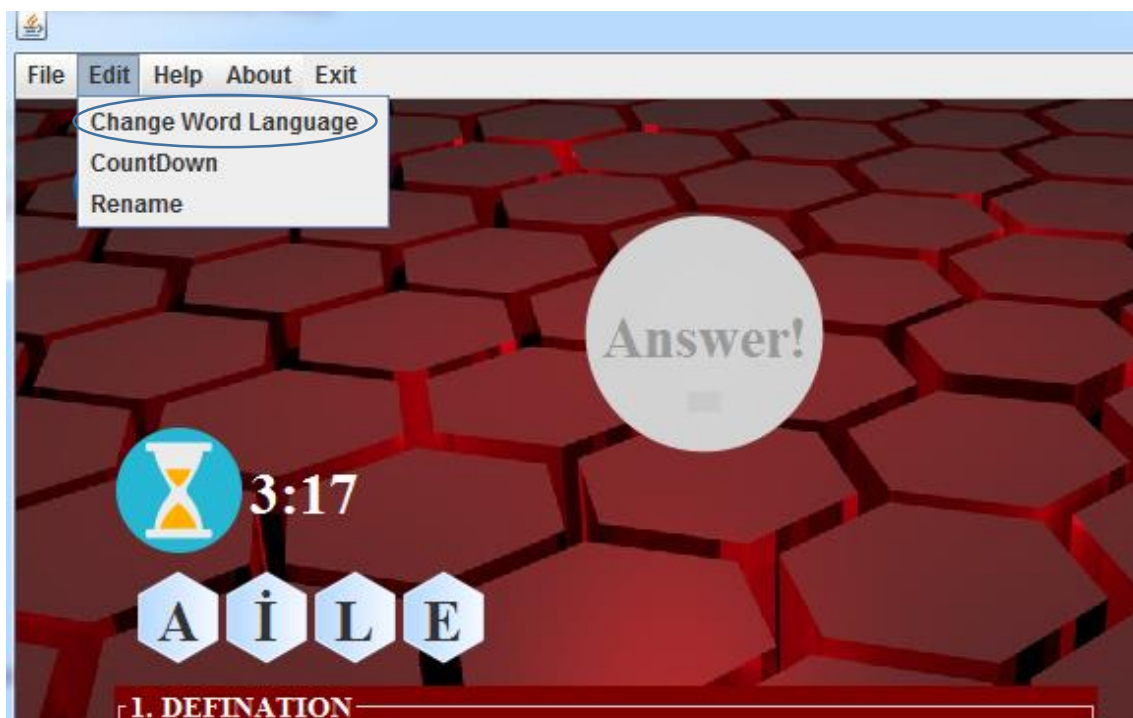 File Edit Help About Exit
Change Word Language
CountDown
Rename
Answer!
3:17
A İ L E
1. DEFINATION